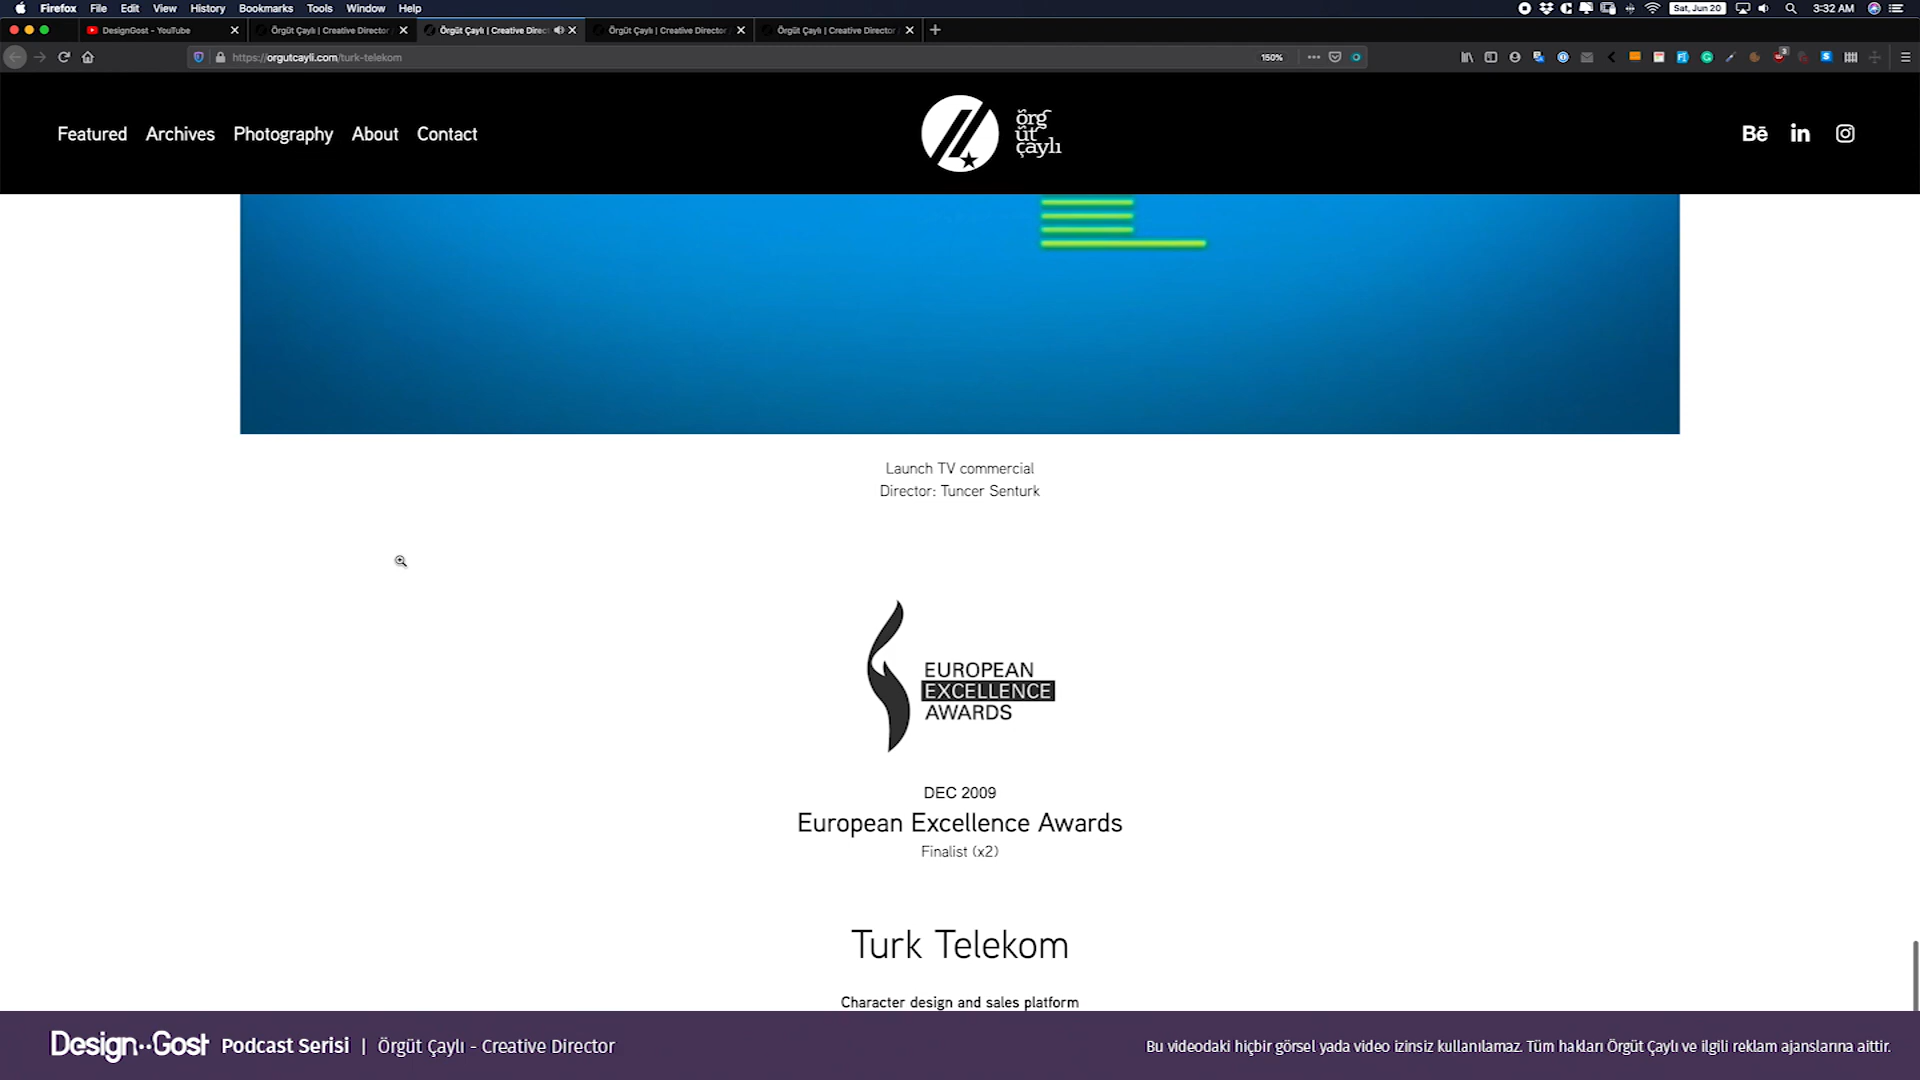 Firefox File Edit View History Bookmarks Tools Window Help
Sat, Jun 20 3:32 AM
DesignGost - YouTube
Örgüt Çaylı | Creative Director
Örgüt Çaylı | Creative Direc
Örgüt Çaylı | Creative Director
Örgüt Çaylı | Creative Director
https://orgutcayli.com/turk-telekom
150%
Featured Archives Photography About Contact
örg
üt
çaylı
Bē in
Launch TV commercial
Director: Tuncer Senturk
EUROPEAN
EXCELLENCE
AWARDS
DEC 2009
European Excellence Awards
Finalist (x2)
Turk Telekom
Character design and sales platform
Design··Gost Podcast Serisi | Örgüt Çaylı - Creative Director
Bu videodaki hiçbir görsel yada video izinsiz kullanılamaz. Tüm hakları Örgüt Çaylı ve ilgili reklam ajanslarına aittir.